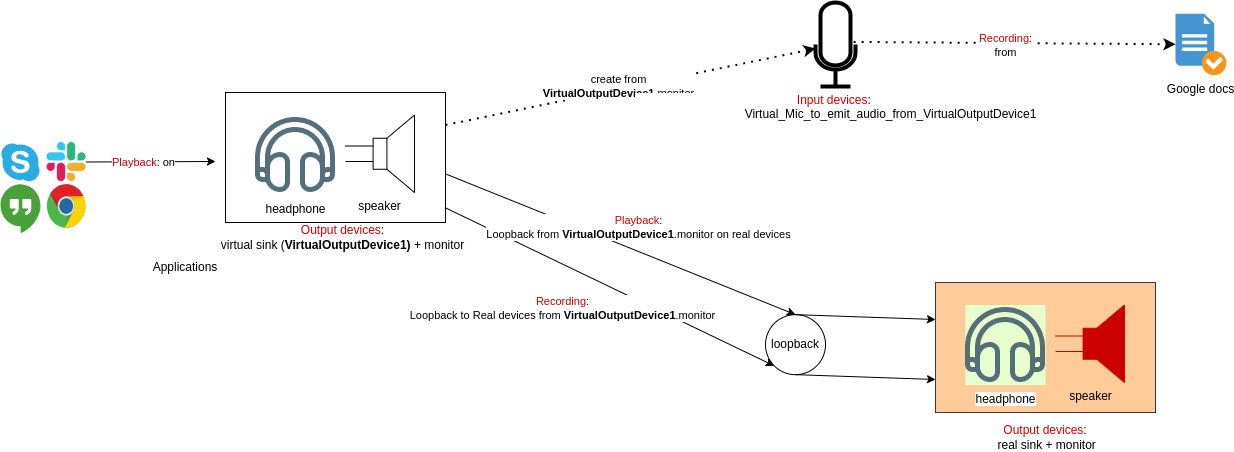 create from
VirtualOutputDevice1.monitor
Recording:
from
Google docs
Input devices:
Virtual_Mic_to_emit_audio_from_VirtualOutputDevice1
Playback: on
headphone
speaker
Output devices:
virtual sink (VirtualOutputDevice1) + monitor
Applications
Playback:
Loopback from VirtualOutputDevice1.monitor on real devices
Recording:
Loopback to Real devices from VirtualOutputDevice1.monitor
loopback
headphone
speaker
Output devices:
real sink + monitor